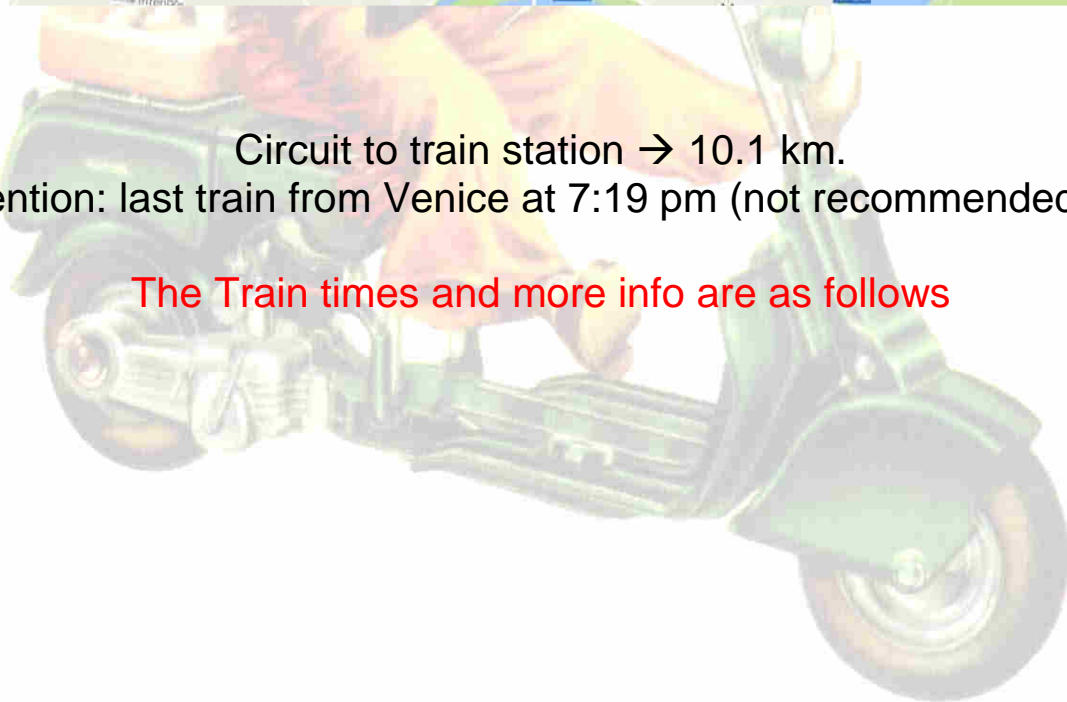 Circuit to train station → 10.1 km.
ention: last train from Venice at 7:19 pm (not recommended
The Train times and more info are as follows